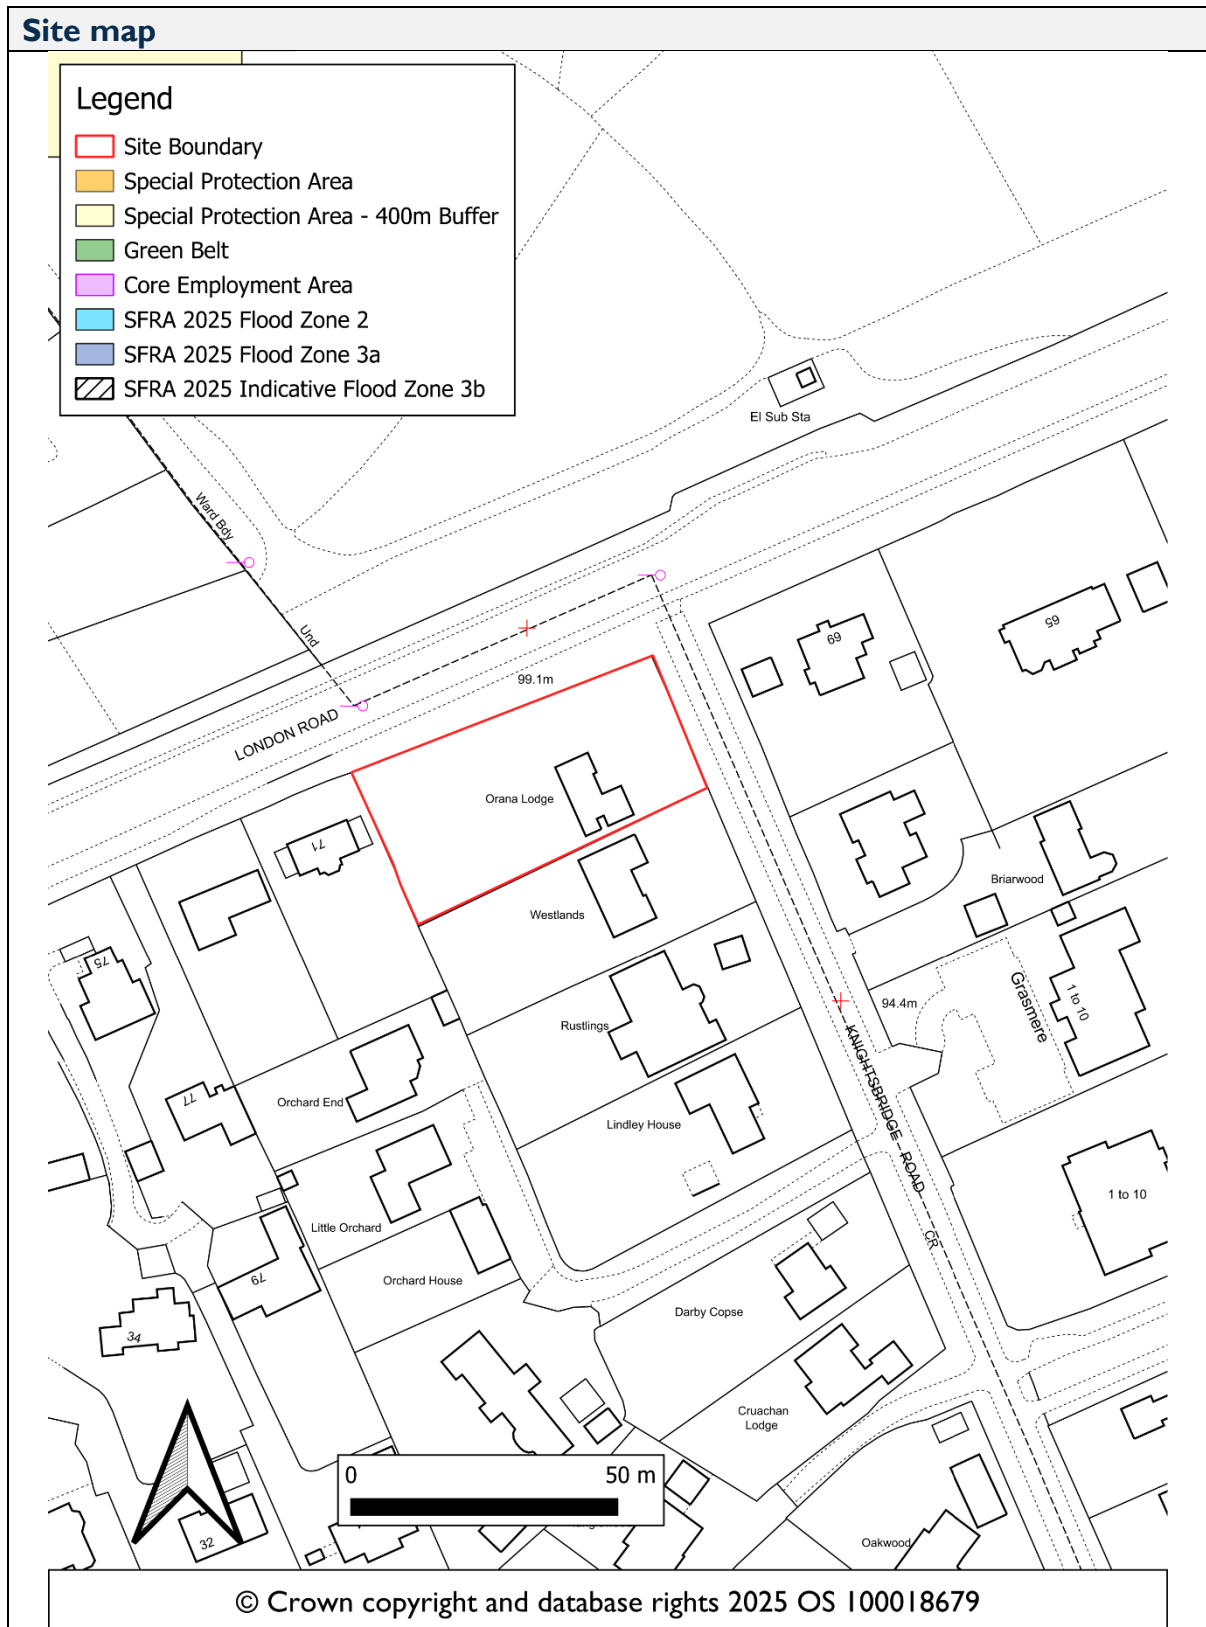 Site map
Legend
Site Boundary
Special Protection Area
Special Protection Area - 400m Buffer
Green Belt
Core Employment Area
SFRA 2025 Flood Zone 2
SFRA 2025 Flood Zone 3a
SFRA 2025 Indicative Flood Zone 3b
El Sub Sta
Ward Bdy
Und
LONDON ROAD
99.1m
69
65
Orana Lodge
71
Westlands
Briarwood
75
Rustlings
94.4m
Grasmere
1 to 10
KNIGHTSBRIDGE ROAD
77
Orchard End
Lindley House
1 to 10
Little Orchard
CR
79
Orchard House
34
Darby Copse
Cruachan
Lodge
0 50 m
32
Oakwood
© Crown copyright and database rights 2025 OS 100018679